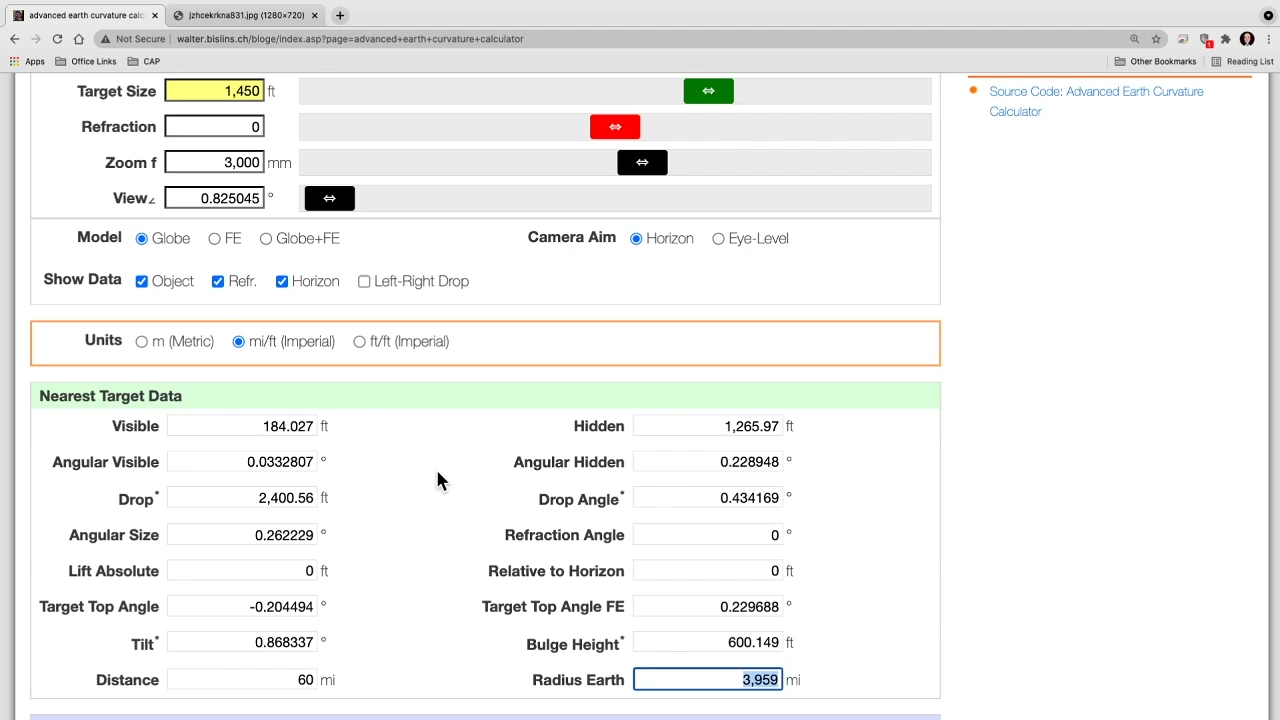 advanced earth curvature calc
jzhcekrkna831.jpg (1280×720)
Not Secure | walter.bislins.ch/bloge/index.asp?page=advanced+earth+curvature+calculator
Apps Office Links CAP Other Bookmarks Reading List
Target Size 1,450 ft
Refraction 0
Zoom f 3,000 mm
View∠ 0.825045 °
Source Code: Advanced Earth Curvature
Calculator
Model Globe FE Globe+FE Camera Aim Horizon Eye-Level
Show Data Object Refr. Horizon Left-Right Drop
Units m (Metric) mi/ft (Imperial) ft/ft (Imperial)
Nearest Target Data
Visible 184.027 ft Hidden 1,265.97 ft
Angular Visible 0.0332807 ° Angular Hidden 0.228948 °
Drop* 2,400.56 ft Drop Angle* 0.434169 °
Angular Size 0.262229 ° Refraction Angle 0 °
Lift Absolute 0 ft Relative to Horizon 0 ft
Target Top Angle -0.204494 ° Target Top Angle FE 0.229688 °
Tilt* 0.868337 ° Bulge Height* 600.149 ft
Distance 60 mi Radius Earth 3,959 mi